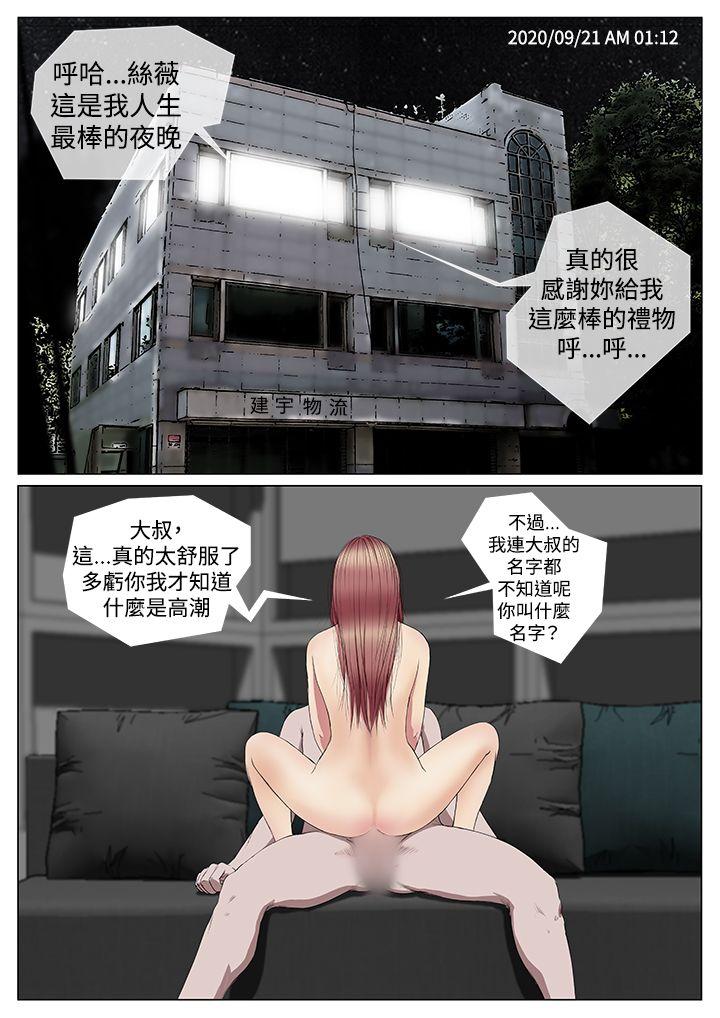 2020/09/21 AM 01:12
呼哈...絲薇
這是我人生
最棒的夜晚
真的很
感謝妳給我
這麼棒的禮物
呼...呼...
建宇物流
大叔，
這...真的太舒服了
多虧你我才知道
什麼是高潮
不過...
我連大叔的
名字都
不知道呢
你叫什麼
名字？